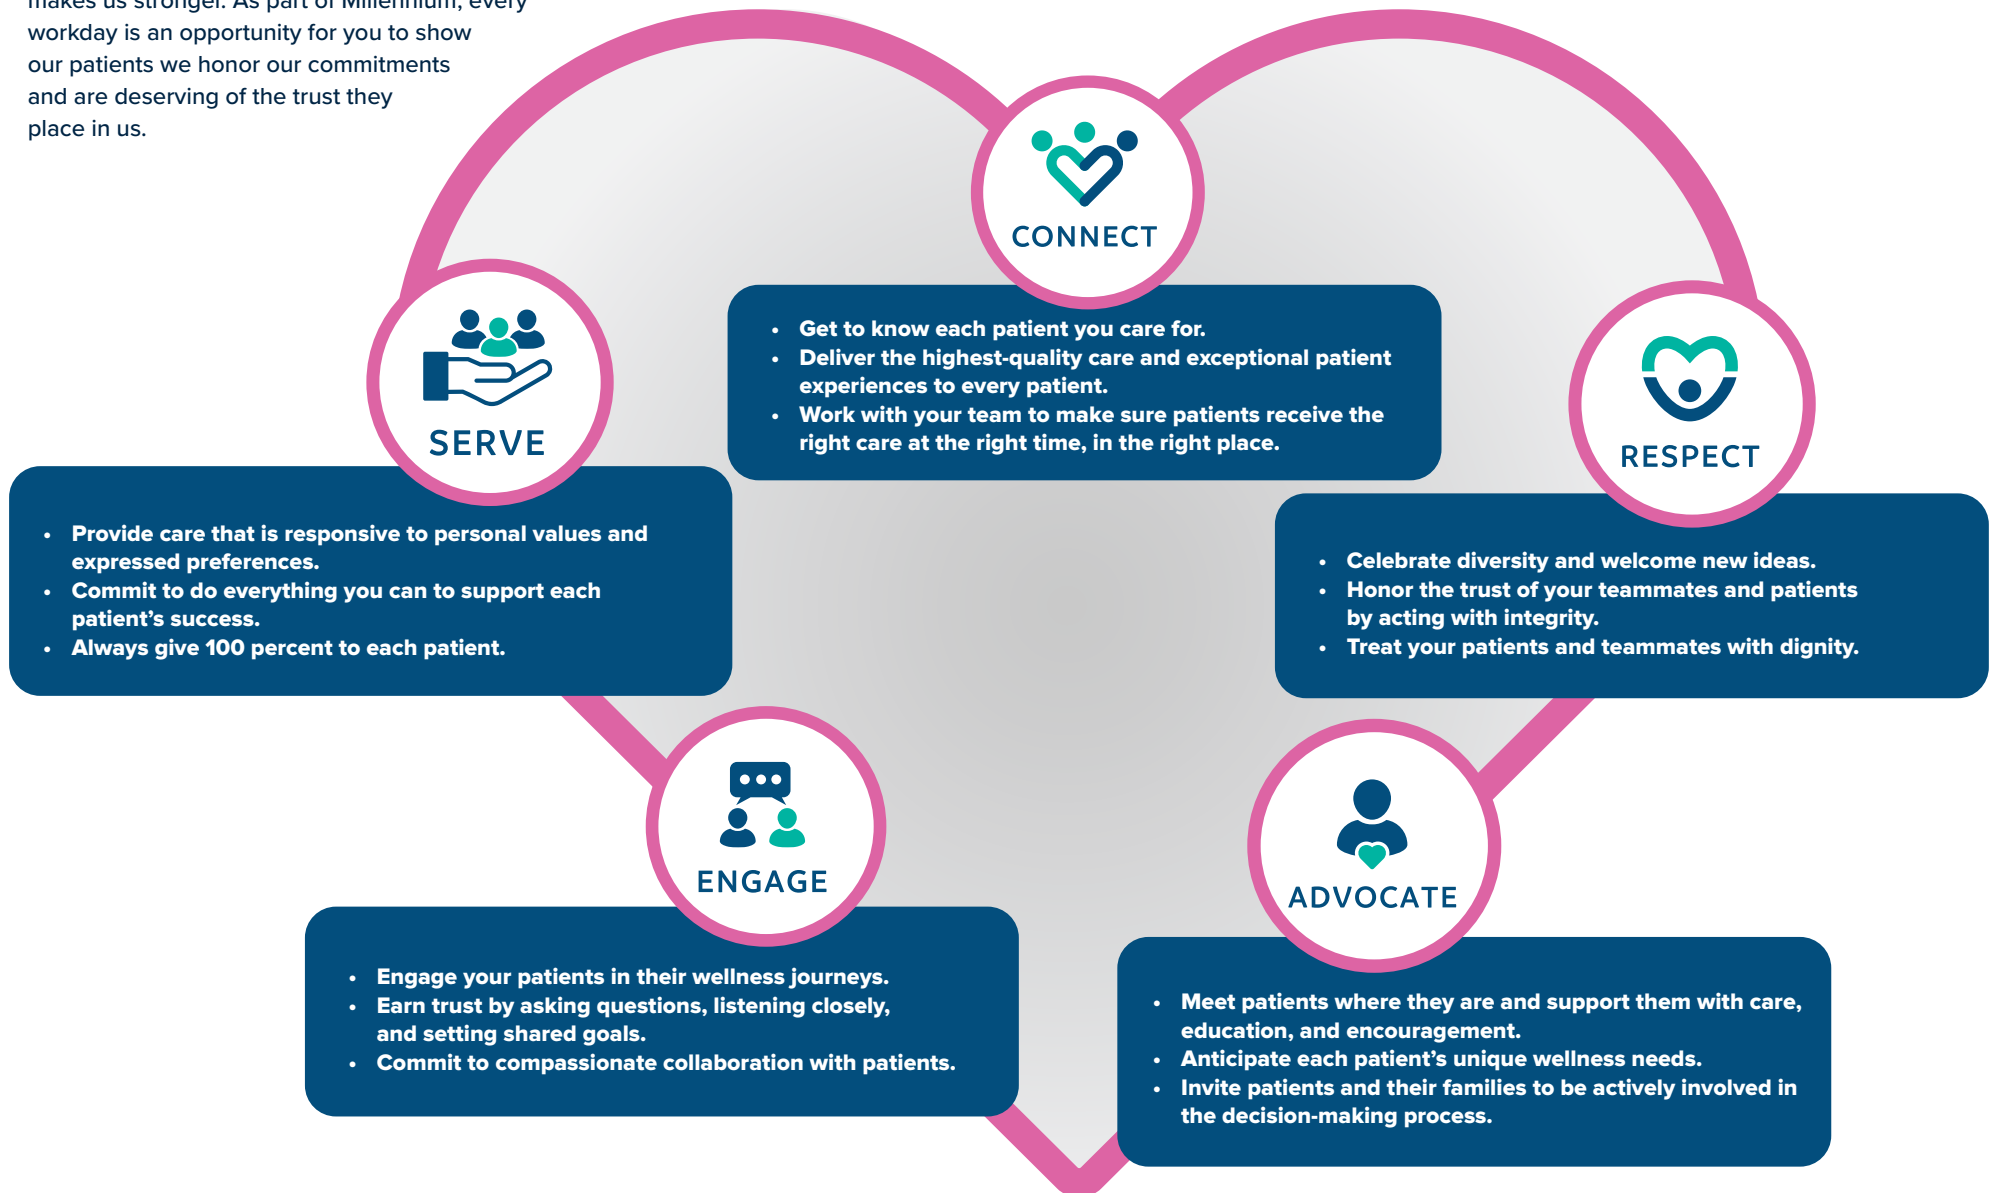 makes us stronger. As part of Millennium, every
workday is an opportunity for you to show
our patients we honor our commitments
and are deserving of the trust they
place in us.
CONNECT
• Get to know each patient you care for.
• Deliver the highest-quality care and exceptional patient
experiences to every patient.
• Work with your team to make sure patients receive the
right care at the right time, in the right place.
SERVE
• Provide care that is responsive to personal values and
expressed preferences.
• Commit to do everything you can to support each
patient’s success.
• Always give 100 percent to each patient.
RESPECT
• Celebrate diversity and welcome new ideas.
• Honor the trust of your teammates and patients
by acting with integrity.
• Treat your patients and teammates with dignity.
ENGAGE
• Engage your patients in their wellness journeys.
• Earn trust by asking questions, listening closely,
and setting shared goals.
• Commit to compassionate collaboration with patients.
ADVOCATE
• Meet patients where they are and support them with care,
education, and encouragement.
• Anticipate each patient’s unique wellness needs.
• Invite patients and their families to be actively involved in
the decision-making process.